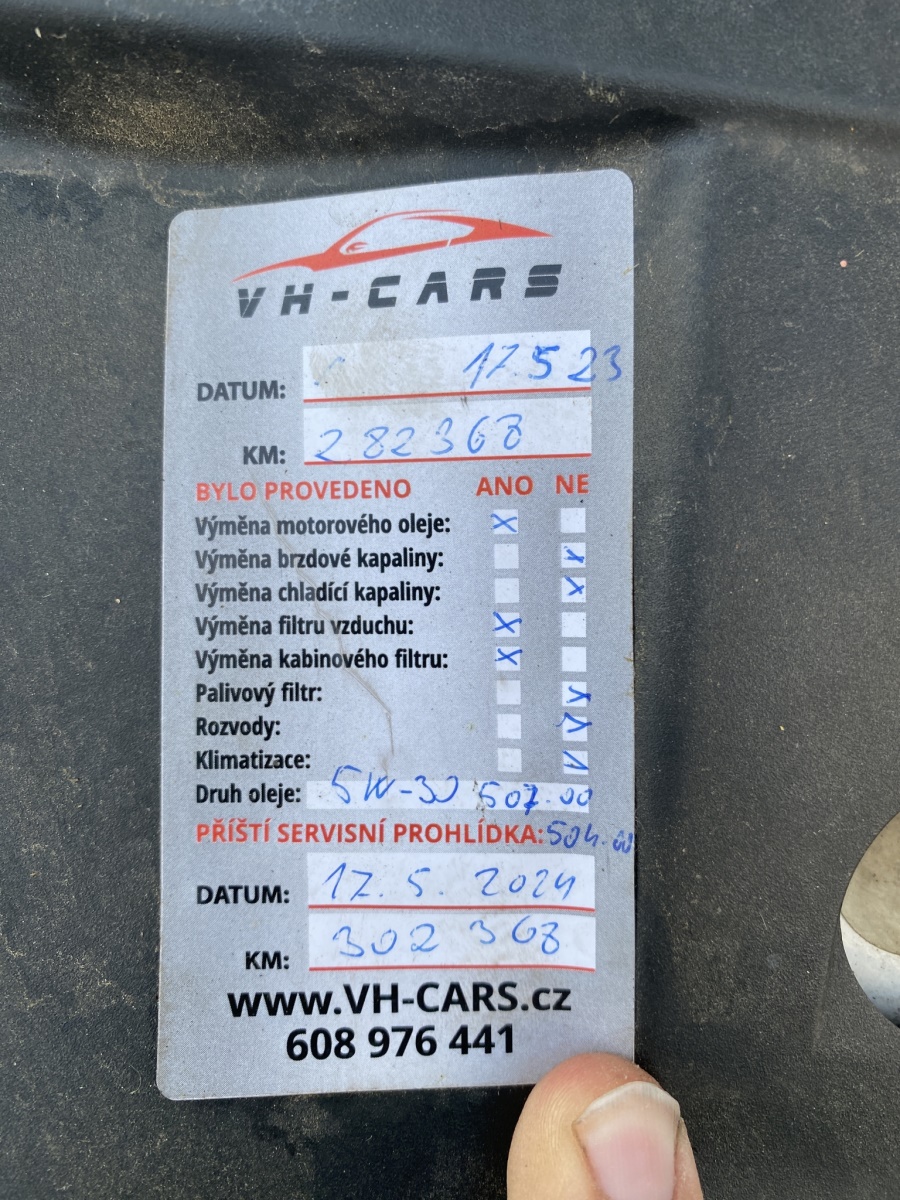 VH-CARS
DATUM: 17.5 23
KM: 282368
BYLO PROVEDENO ANO NE
Výměna motorového oleje: X
Výměna brzdové kapaliny: X
Výměna chladící kapaliny: X
Výměna filtru vzduchu: X
Výměna kabinového filtru: X
Palivový filtr:
Rozvody:
Klimatizace:
Druh oleje: 5W-30 507.00
PŘÍŠTÍ SERVISNÍ PROHLÍDKA: 504.00
DATUM: 17.5.2024
KM: 302 368
www.VH-CARS.cz
608 976 441